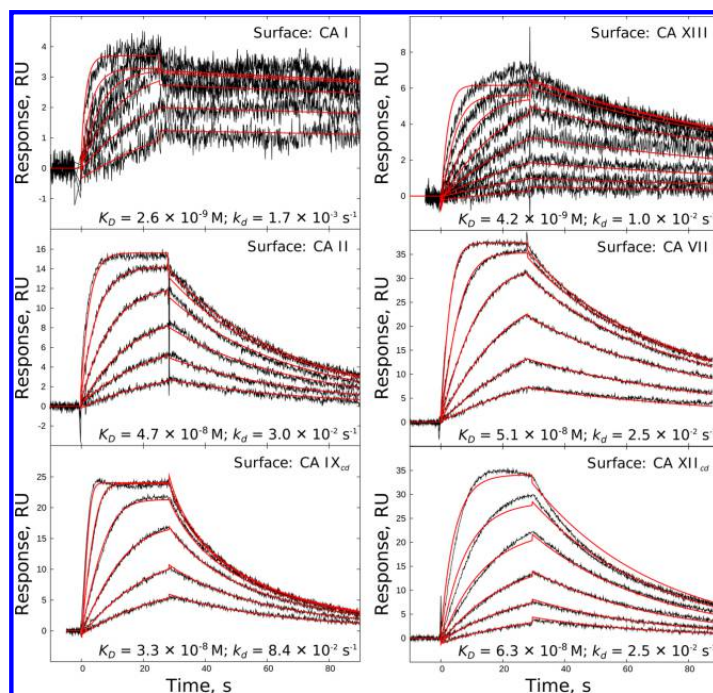 Surface: CA I
Response, RU
4
3
2
1
0
-1
K_D = 2.6 × 10⁻⁹ M; k_d = 1.7 × 10⁻³ s⁻¹
Surface: CA XIII
Response, RU
8
6
4
2
0
K_D = 4.2 × 10⁻⁹ M; k_d = 1.0 × 10⁻² s⁻¹
Surface: CA II
Response, RU
16
14
12
10
8
6
4
2
0
-2
-4
K_D = 4.7 × 10⁻⁸ M; k_d = 3.0 × 10⁻² s⁻¹
Surface: CA VII
Response, RU
35
30
25
20
15
10
5
0
K_D = 5.1 × 10⁻⁸ M; k_d = 2.5 × 10⁻² s⁻¹
Surface: CA IX_cd
Response, RU
25
20
15
10
5
0
K_D = 3.3 × 10⁻⁸ M; k_d = 8.4 × 10⁻² s⁻¹
0 20 40 60 80
Time, s
Surface: CA XII_cd
Response, RU
35
30
25
20
15
10
5
0
K_D = 6.3 × 10⁻⁸ M; k_d = 2.5 × 10⁻² s⁻¹
0 20 40 60 80
Time, s